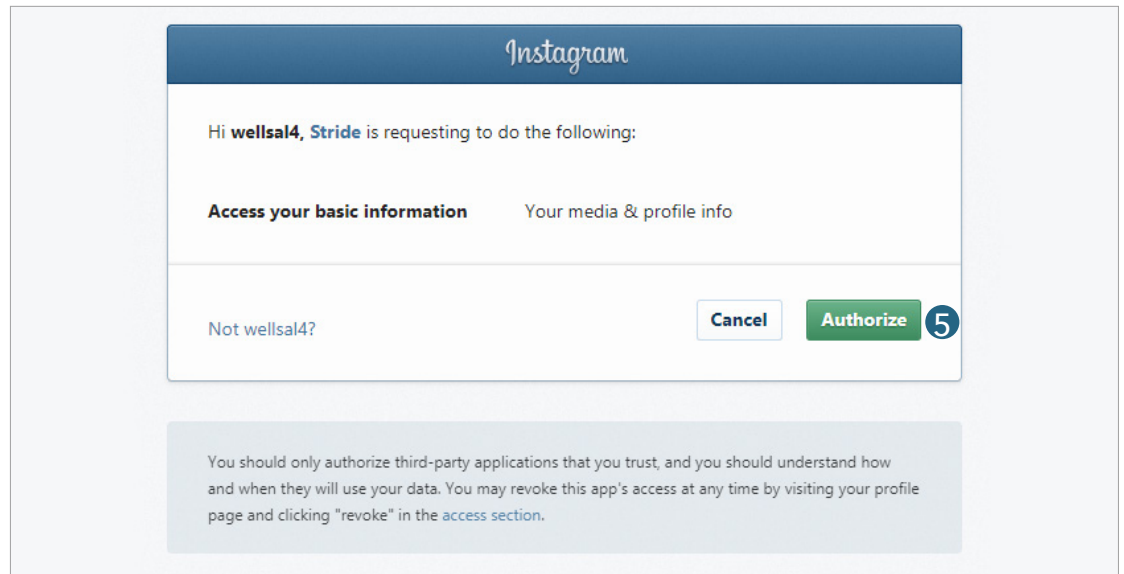 Instagram
Hi wellsal4, Stride is requesting to do the following:
Access your basic information Your media & profile info
Not wellsal4? Cancel Authorize 5
You should only authorize third-party applications that you trust, and you should understand how
and when they will use your data. You may revoke this app's access at any time by visiting your profile
page and clicking "revoke" in the access section.